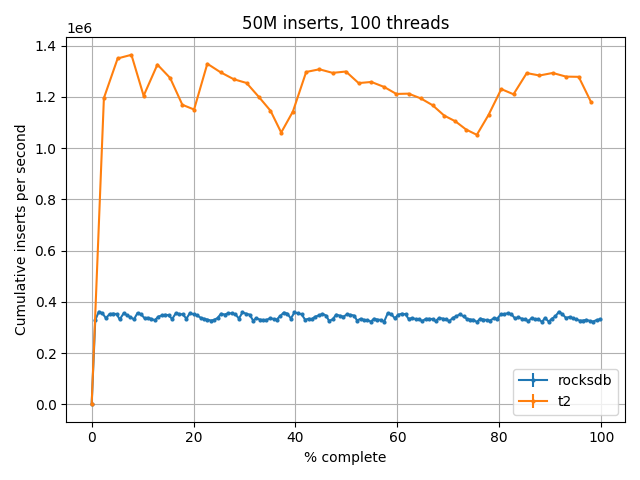 50M inserts, 100 threads
1e6
Cumulative inserts per second
1.4
1.2
1.0
0.8
0.6
0.4
0.2
0.0
0 20 40 60 80 100
% complete
rocksdb
t2